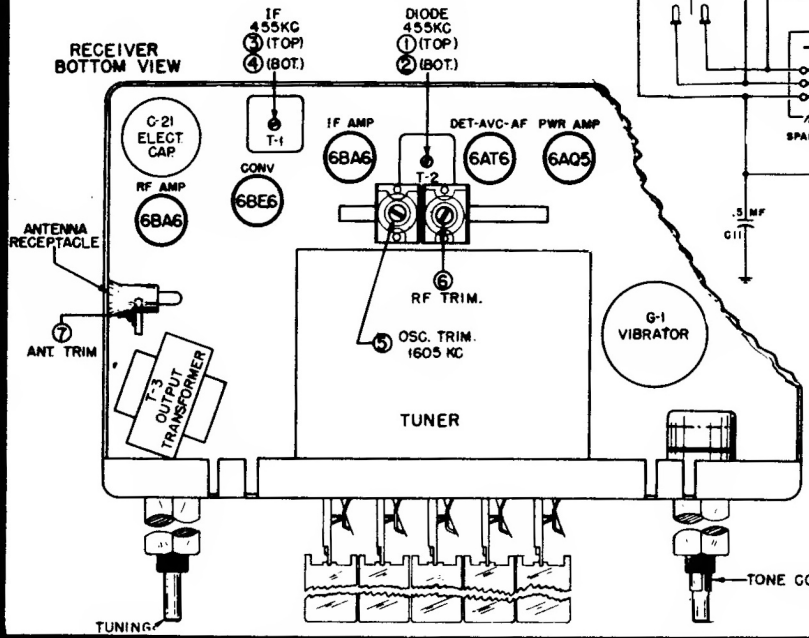 RECEIVER
BOTTOM VIEW
IF
455KC
③ (TOP)
④ (BOT.)
DIODE
455KC
① (TOP)
② (BOT.)
C-21
ELECT.
CAP.
T-1
IF AMP
6BA6
T-2
DET-AVC-AF
6AT6
PWR AMP
6AQ5
RF AMP
6BA6
CONV
6BE6
ANTENNA
RECEPTACLE
⑦
ANT. TRIM
T-3
OUTPUT
TRANSFORMER
⑥
RF TRIM.
⑤ OSC. TRIM.
1605 KC
TUNER
G-1
VIBRATOR
.5 MF
C11
TUNING
TONE